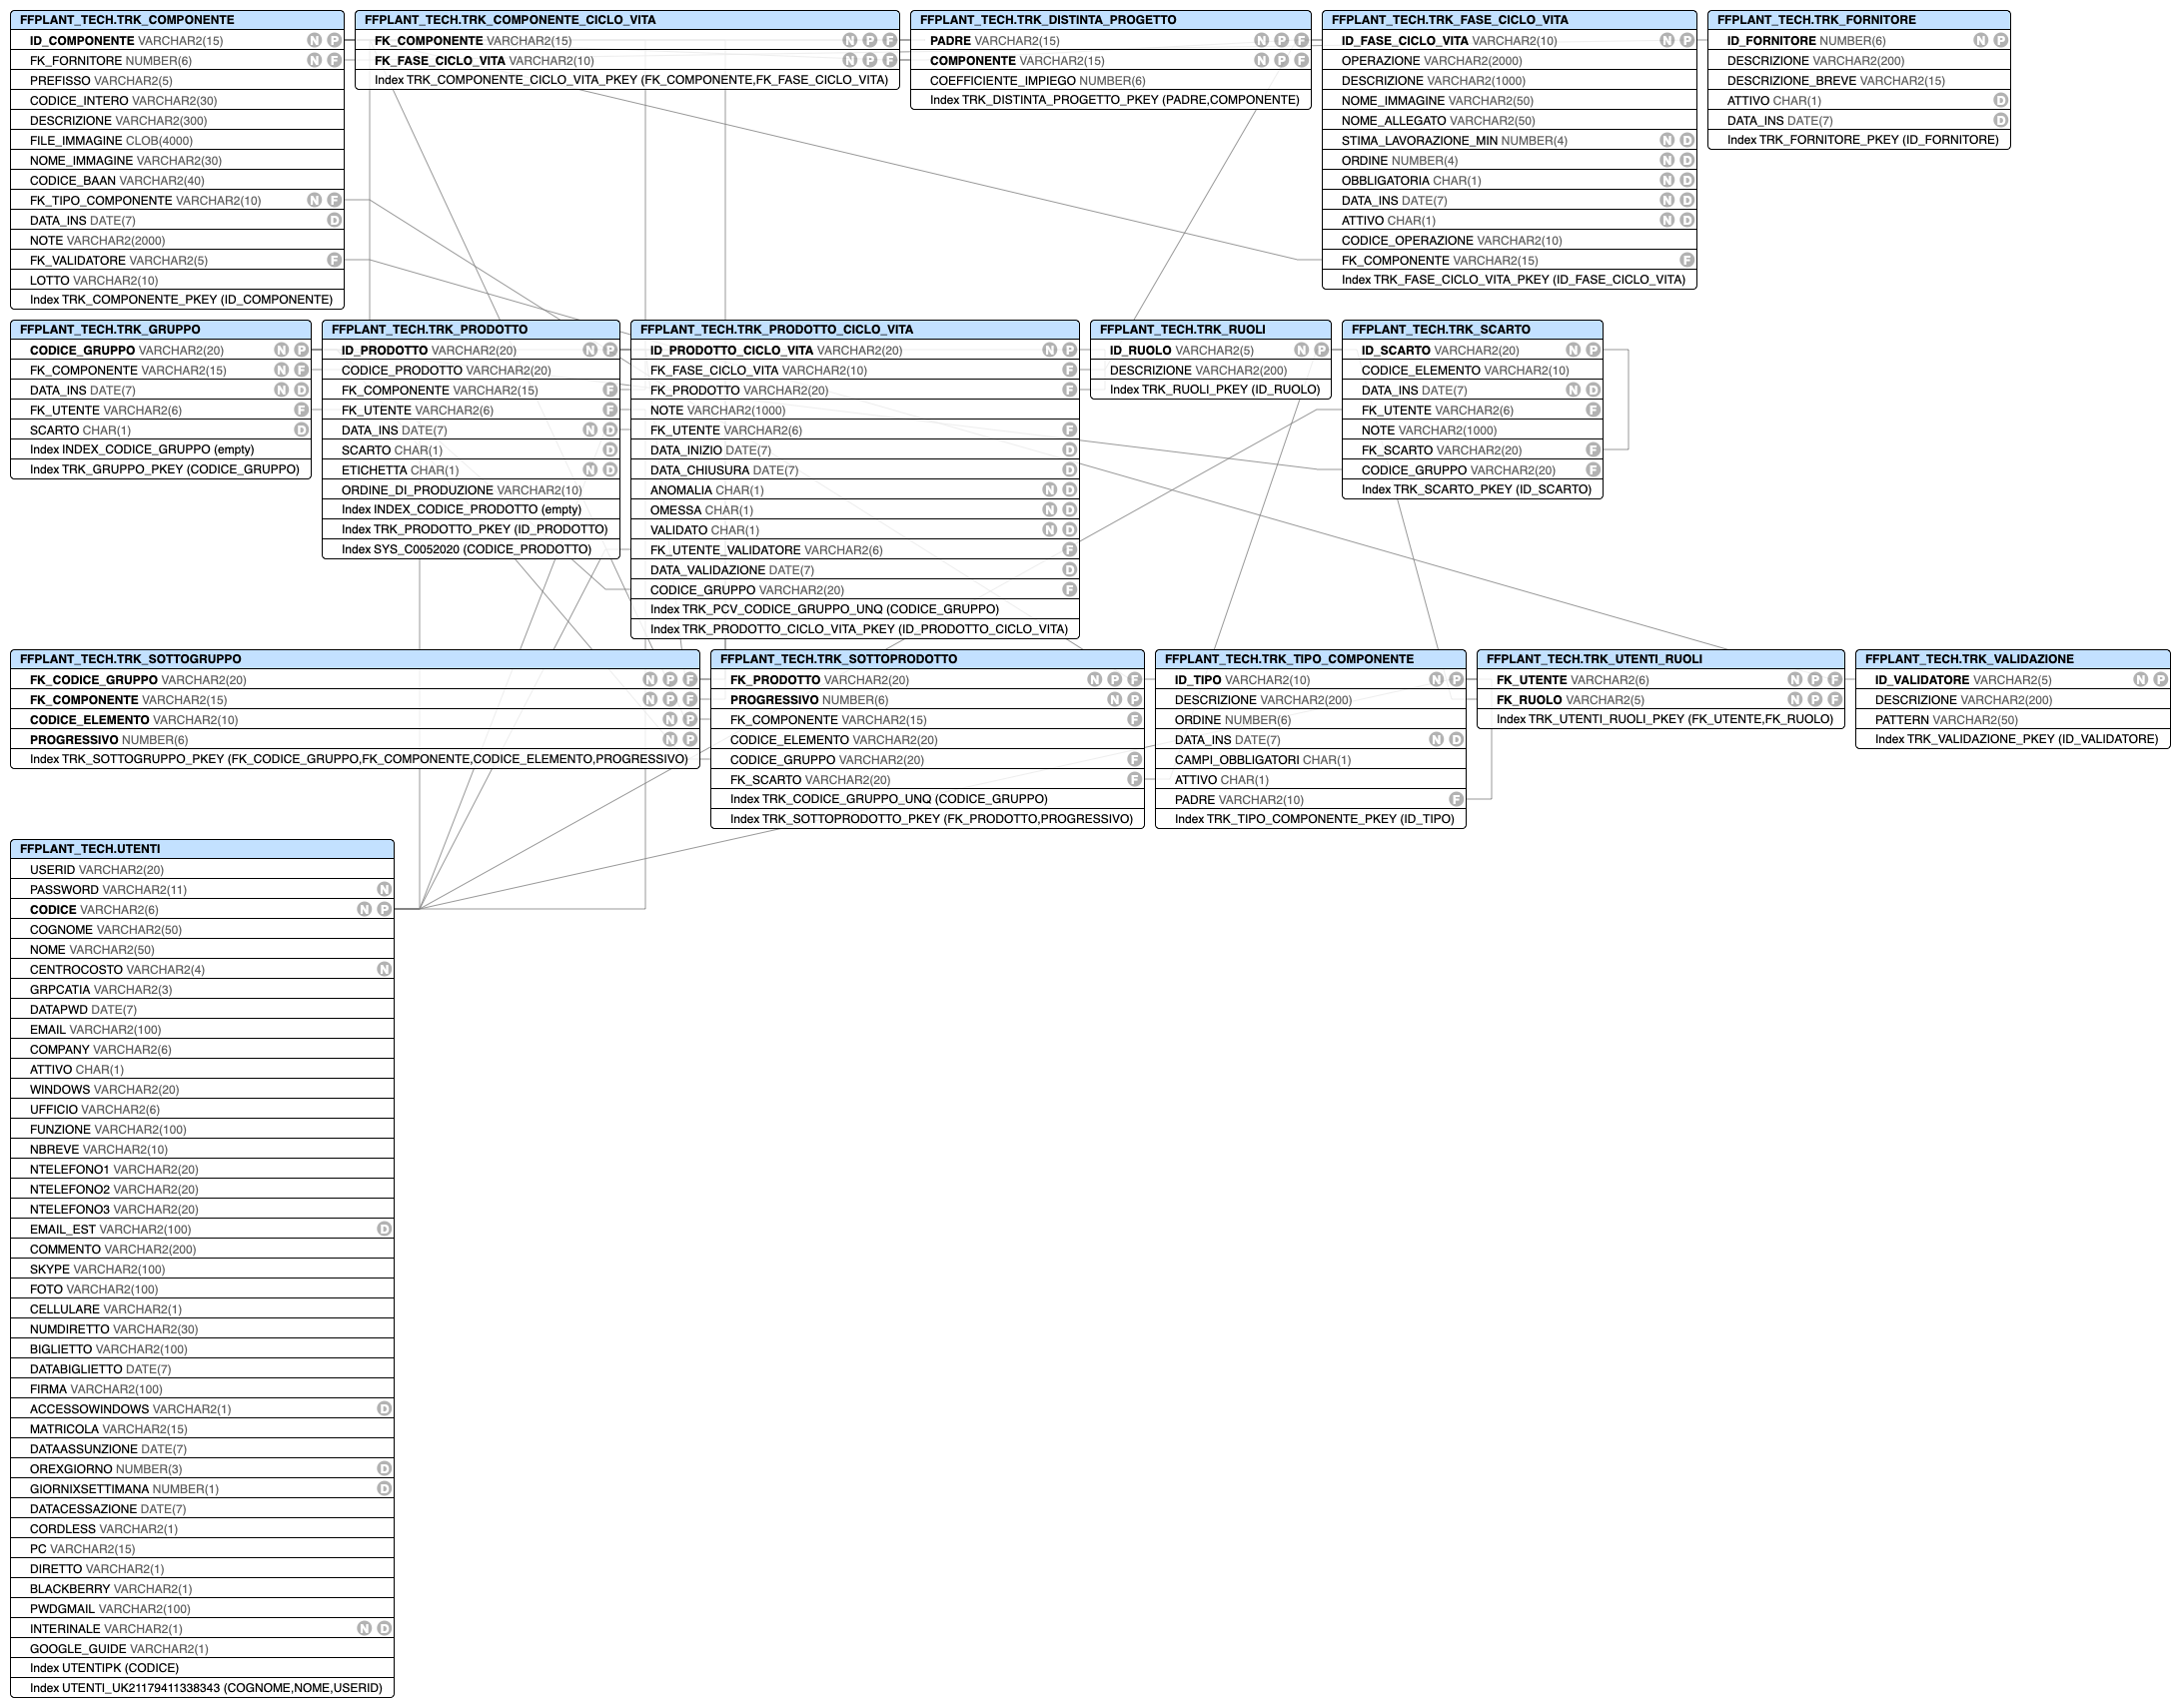 FFPLANT_TECH.TRK_COMPONENTE
ID_COMPONENTE VARCHAR2(15) N P
FK_FORNITORE NUMBER(6) N F
PREFISSO VARCHAR2(5)
CODICE_INTERO VARCHAR2(30)
DESCRIZIONE VARCHAR2(300)
FILE_IMMAGINE CLOB(4000)
NOME_IMMAGINE VARCHAR2(30)
CODICE_BAAN VARCHAR2(40)
FK_TIPO_COMPONENTE VARCHAR2(10) N F
DATA_INS DATE(7) D
NOTE VARCHAR2(2000)
FK_VALIDATORE VARCHAR2(5) F
LOTTO VARCHAR2(10)
Index TRK_COMPONENTE_PKEY (ID_COMPONENTE)
FFPLANT_TECH.TRK_COMPONENTE_CICLO_VITA
FK_COMPONENTE VARCHAR2(15) N P F
FK_FASE_CICLO_VITA VARCHAR2(10) N P F
Index TRK_COMPONENTE_CICLO_VITA_PKEY (FK_COMPONENTE,FK_FASE_CICLO_VITA)
FFPLANT_TECH.TRK_DISTINTA_PROGETTO
PADRE VARCHAR2(15) N P F
COMPONENTE VARCHAR2(15) N P F
COEFFICIENTE_IMPIEGO NUMBER(6)
Index TRK_DISTINTA_PROGETTO_PKEY (PADRE,COMPONENTE)
FFPLANT_TECH.TRK_FASE_CICLO_VITA
ID_FASE_CICLO_VITA VARCHAR2(10) N P
OPERAZIONE VARCHAR2(2000)
DESCRIZIONE VARCHAR2(1000)
NOME_IMMAGINE VARCHAR2(50)
NOME_ALLEGATO VARCHAR2(50)
STIMA_LAVORAZIONE_MIN NUMBER(4) N D
ORDINE NUMBER(4) N D
OBBLIGATORIA CHAR(1) N D
DATA_INS DATE(7) N D
ATTIVO CHAR(1) N D
CODICE_OPERAZIONE VARCHAR2(10)
FK_COMPONENTE VARCHAR2(15) F
Index TRK_FASE_CICLO_VITA_PKEY (ID_FASE_CICLO_VITA)
FFPLANT_TECH.TRK_FORNITORE
ID_FORNITORE NUMBER(6) N P
DESCRIZIONE VARCHAR2(200)
DESCRIZIONE_BREVE VARCHAR2(15)
ATTIVO CHAR(1) D
DATA_INS DATE(7) D
Index TRK_FORNITORE_PKEY (ID_FORNITORE)
FFPLANT_TECH.TRK_GRUPPO
CODICE_GRUPPO VARCHAR2(20) N P
FK_COMPONENTE VARCHAR2(15) N F
DATA_INS DATE(7) N D
FK_UTENTE VARCHAR2(6) F
SCARTO CHAR(1) D
Index INDEX_CODICE_GRUPPO (empty)
Index TRK_GRUPPO_PKEY (CODICE_GRUPPO)
FFPLANT_TECH.TRK_PRODOTTO
ID_PRODOTTO VARCHAR2(20) N P
CODICE_PRODOTTO VARCHAR2(20)
FK_COMPONENTE VARCHAR2(15) F
FK_UTENTE VARCHAR2(6) F
DATA_INS DATE(7) N D
SCARTO CHAR(1) D
ETICHETTA CHAR(1) N D
ORDINE_DI_PRODUZIONE VARCHAR2(10)
Index INDEX_CODICE_PRODOTTO (empty)
Index TRK_PRODOTTO_PKEY (ID_PRODOTTO)
Index SYS_C0052020 (CODICE_PRODOTTO)
FFPLANT_TECH.TRK_PRODOTTO_CICLO_VITA
ID_PRODOTTO_CICLO_VITA VARCHAR2(20) N P
FK_FASE_CICLO_VITA VARCHAR2(10) F
FK_PRODOTTO VARCHAR2(20) F
NOTE VARCHAR2(1000)
FK_UTENTE VARCHAR2(6) F
DATA_INIZIO DATE(7) D
DATA_CHIUSURA DATE(7) D
ANOMALIA CHAR(1) N D
OMESSA CHAR(1) N D
VALIDATO CHAR(1) N D
FK_UTENTE_VALIDATORE VARCHAR2(6) F
DATA_VALIDAZIONE DATE(7) D
CODICE_GRUPPO VARCHAR2(20) F
Index TRK_PCV_CODICE_GRUPPO_UNQ (CODICE_GRUPPO)
Index TRK_PRODOTTO_CICLO_VITA_PKEY (ID_PRODOTTO_CICLO_VITA)
FFPLANT_TECH.TRK_RUOLI
ID_RUOLO VARCHAR2(5) N P
DESCRIZIONE VARCHAR2(200)
Index TRK_RUOLI_PKEY (ID_RUOLO)
FFPLANT_TECH.TRK_SCARTO
ID_SCARTO VARCHAR2(20) N P
CODICE_ELEMENTO VARCHAR2(10)
DATA_INS DATE(7) N D
FK_UTENTE VARCHAR2(6) F
NOTE VARCHAR2(1000)
FK_SCARTO VARCHAR2(20) F
CODICE_GRUPPO VARCHAR2(20) F
Index TRK_SCARTO_PKEY (ID_SCARTO)
FFPLANT_TECH.TRK_SOTTOGRUPPO
FK_CODICE_GRUPPO VARCHAR2(20) N P F
FK_COMPONENTE VARCHAR2(15) N P F
CODICE_ELEMENTO VARCHAR2(10) N P
PROGRESSIVO NUMBER(6) N P
Index TRK_SOTTOGRUPPO_PKEY (FK_CODICE_GRUPPO,FK_COMPONENTE,CODICE_ELEMENTO,PROGRESSIVO)
FFPLANT_TECH.TRK_SOTTOPRODOTTO
FK_PRODOTTO VARCHAR2(20) N P F
PROGRESSIVO NUMBER(6) N P
FK_COMPONENTE VARCHAR2(15) F
CODICE_ELEMENTO VARCHAR2(20)
CODICE_GRUPPO VARCHAR2(20) F
FK_SCARTO VARCHAR2(20) F
Index TRK_CODICE_GRUPPO_UNQ (CODICE_GRUPPO)
Index TRK_SOTTOPRODOTTO_PKEY (FK_PRODOTTO,PROGRESSIVO)
FFPLANT_TECH.TRK_TIPO_COMPONENTE
ID_TIPO VARCHAR2(10) N P
DESCRIZIONE VARCHAR2(200)
ORDINE NUMBER(6)
DATA_INS DATE(7) N D
CAMPI_OBBLIGATORI CHAR(1)
ATTIVO CHAR(1)
PADRE VARCHAR2(10) F
Index TRK_TIPO_COMPONENTE_PKEY (ID_TIPO)
FFPLANT_TECH.TRK_UTENTI_RUOLI
FK_UTENTE VARCHAR2(6) N P F
FK_RUOLO VARCHAR2(5) N P F
Index TRK_UTENTI_RUOLI_PKEY (FK_UTENTE,FK_RUOLO)
FFPLANT_TECH.TRK_VALIDAZIONE
ID_VALIDATORE VARCHAR2(5) N P
DESCRIZIONE VARCHAR2(200)
PATTERN VARCHAR2(50)
Index TRK_VALIDAZIONE_PKEY (ID_VALIDATORE)
FFPLANT_TECH.UTENTI
USERID VARCHAR2(20)
PASSWORD VARCHAR2(11) N
CODICE VARCHAR2(6) N P
COGNOME VARCHAR2(50)
NOME VARCHAR2(50)
CENTROCOSTO VARCHAR2(4) N
GRPCATIA VARCHAR2(3)
DATAPWD DATE(7)
EMAIL VARCHAR2(100)
COMPANY VARCHAR2(6)
ATTIVO CHAR(1)
WINDOWS VARCHAR2(20)
UFFICIO VARCHAR2(6)
FUNZIONE VARCHAR2(100)
NBREVE VARCHAR2(10)
NTELEFONO1 VARCHAR2(20)
NTELEFONO2 VARCHAR2(20)
NTELEFONO3 VARCHAR2(20)
EMAIL_EST VARCHAR2(100) D
COMMENTO VARCHAR2(200)
SKYPE VARCHAR2(100)
FOTO VARCHAR2(100)
CELLULARE VARCHAR2(1)
NUMDIRETTO VARCHAR2(30)
BIGLIETTO VARCHAR2(100)
DATABIGLIETTO DATE(7)
FIRMA VARCHAR2(100)
ACCESSOWINDOWS VARCHAR2(1) D
MATRICOLA VARCHAR2(15)
DATAASSUNZIONE DATE(7)
OREXGIORNO NUMBER(3) D
GIORNIXSETTIMANA NUMBER(1) D
DATACESSAZIONE DATE(7)
CORDLESS VARCHAR2(1)
PC VARCHAR2(15)
DIRETTO VARCHAR2(1)
BLACKBERRY VARCHAR2(1)
PWDGMAIL VARCHAR2(100)
INTERINALE VARCHAR2(1) N D
GOOGLE_GUIDE VARCHAR2(1)
Index UTENTIPK (CODICE)
Index UTENTI_UK21179411338343 (COGNOME,NOME,USERID)